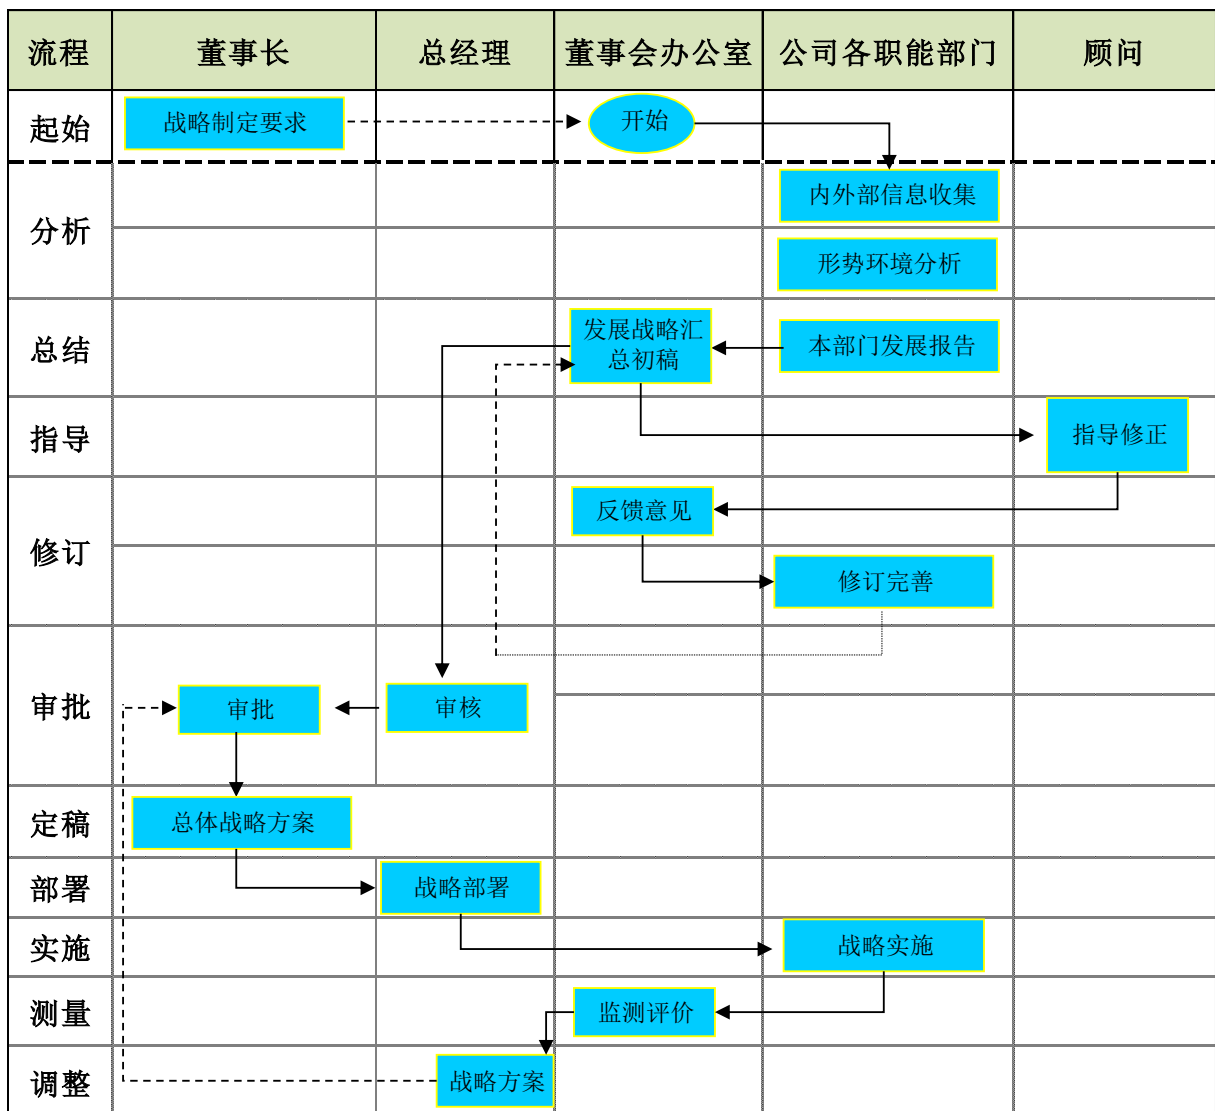 流程 董事长 总经理 董事会办公室 公司各职能部门 顾问
起始 战略制定要求 开始
内外部信息收集
分析
形势环境分析
总结 发展战略汇 本部门发展报告
总初稿
指导 指导修正
反馈意见
修订
修订完善
审批 审批 审核
定稿 总体战略方案
部署 战略部署
实施 战略实施
测量 监测评价
调整 战略方案